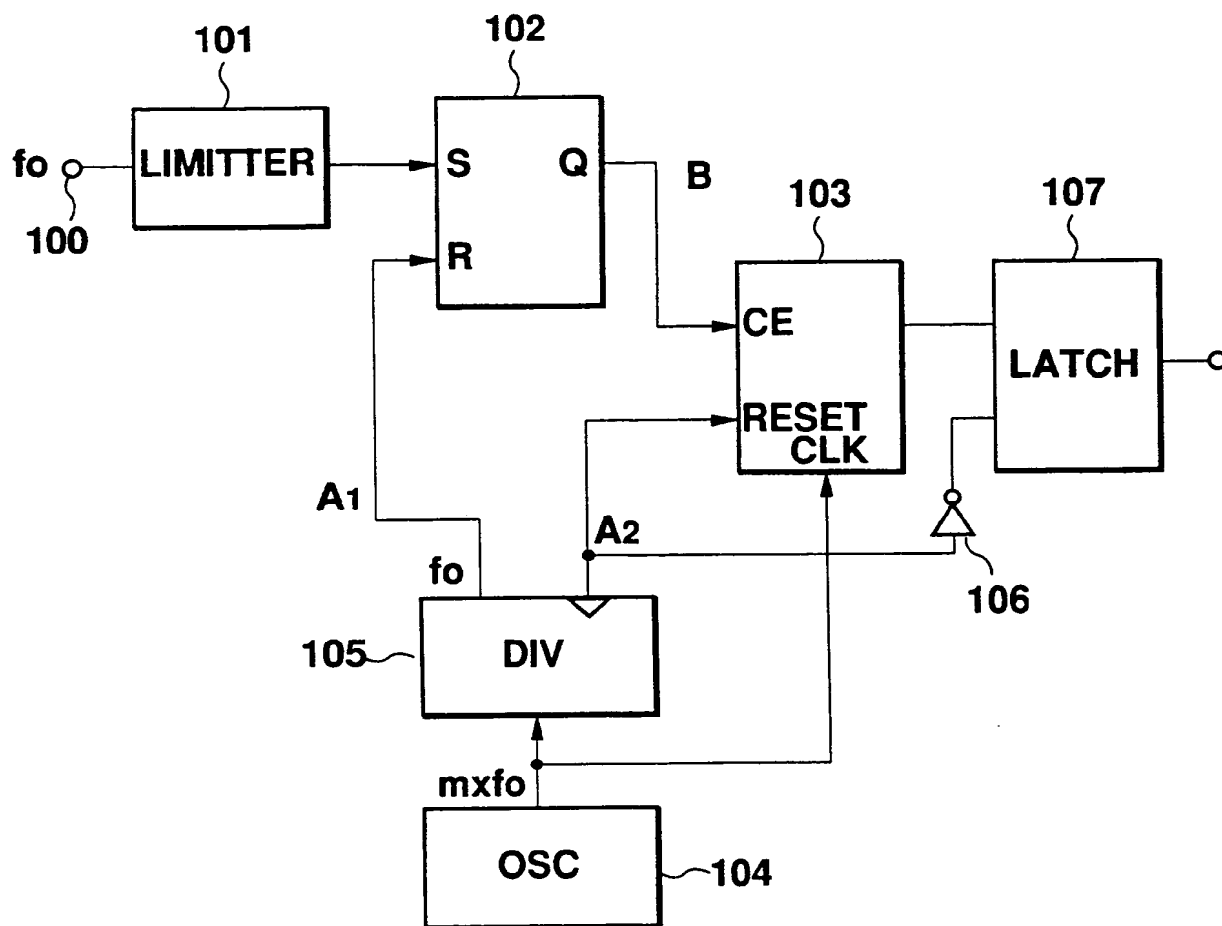 101
102
fo
LIMITTER
S
Q
B
100
R
103
107
CE
LATCH
RESET
CLK
A1
A2
fo
106
105
DIV
mxfo
OSC
104